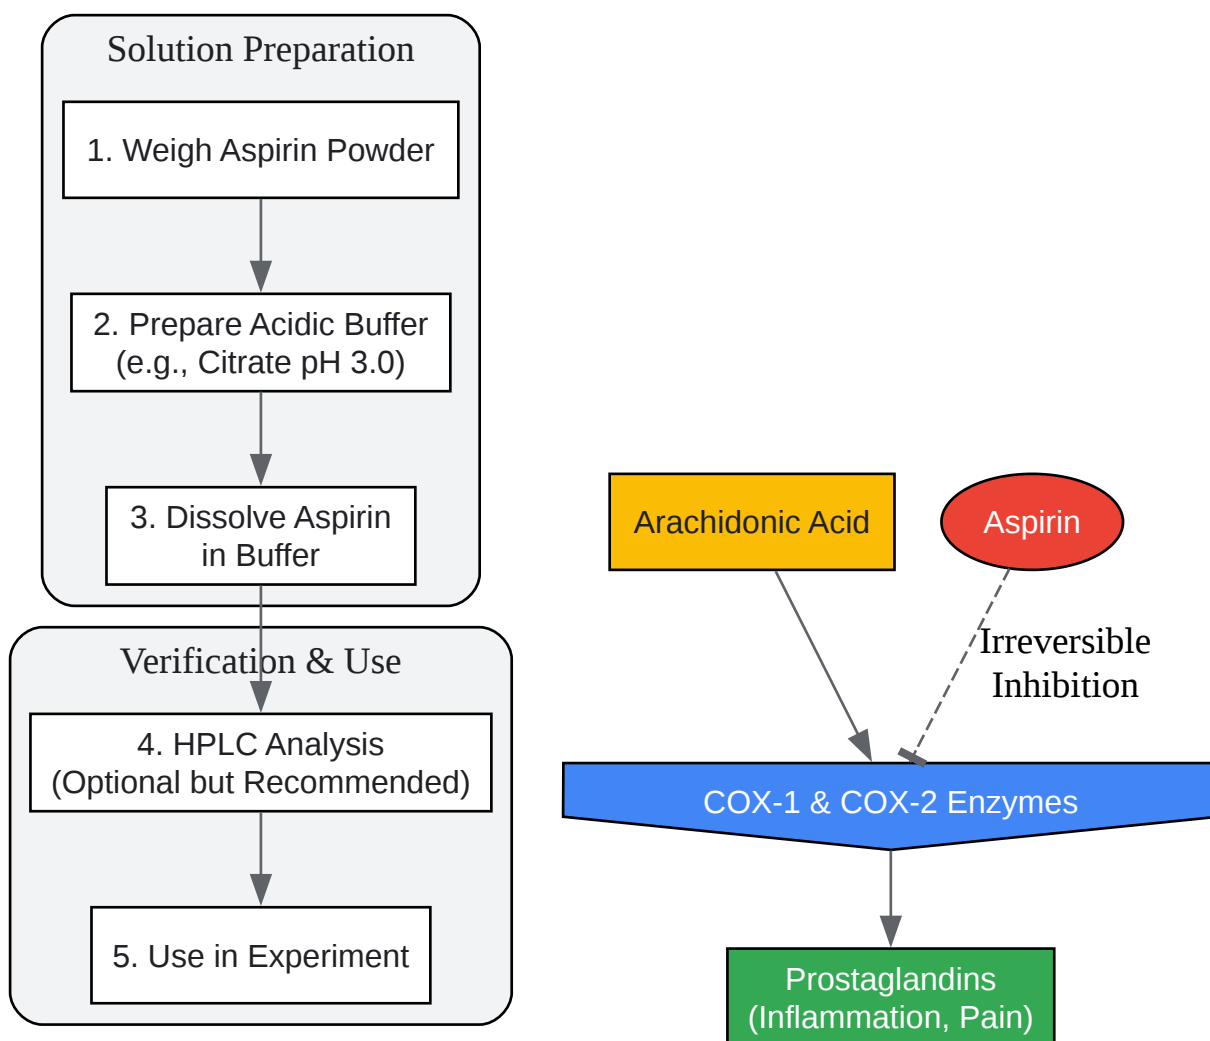 Solution Preparation
1. Weigh Aspirin Powder
2. Prepare Acidic Buffer
(e.g., Citrate pH 3.0)
3. Dissolve Aspirin
in Buffer
Verification & Use
4. HPLC Analysis
(Optional but Recommended)
5. Use in Experiment
Arachidonic Acid
Aspirin
Irreversible
Inhibition
COX-1 & COX-2 Enzymes
Prostaglandins
(Inflammation, Pain)